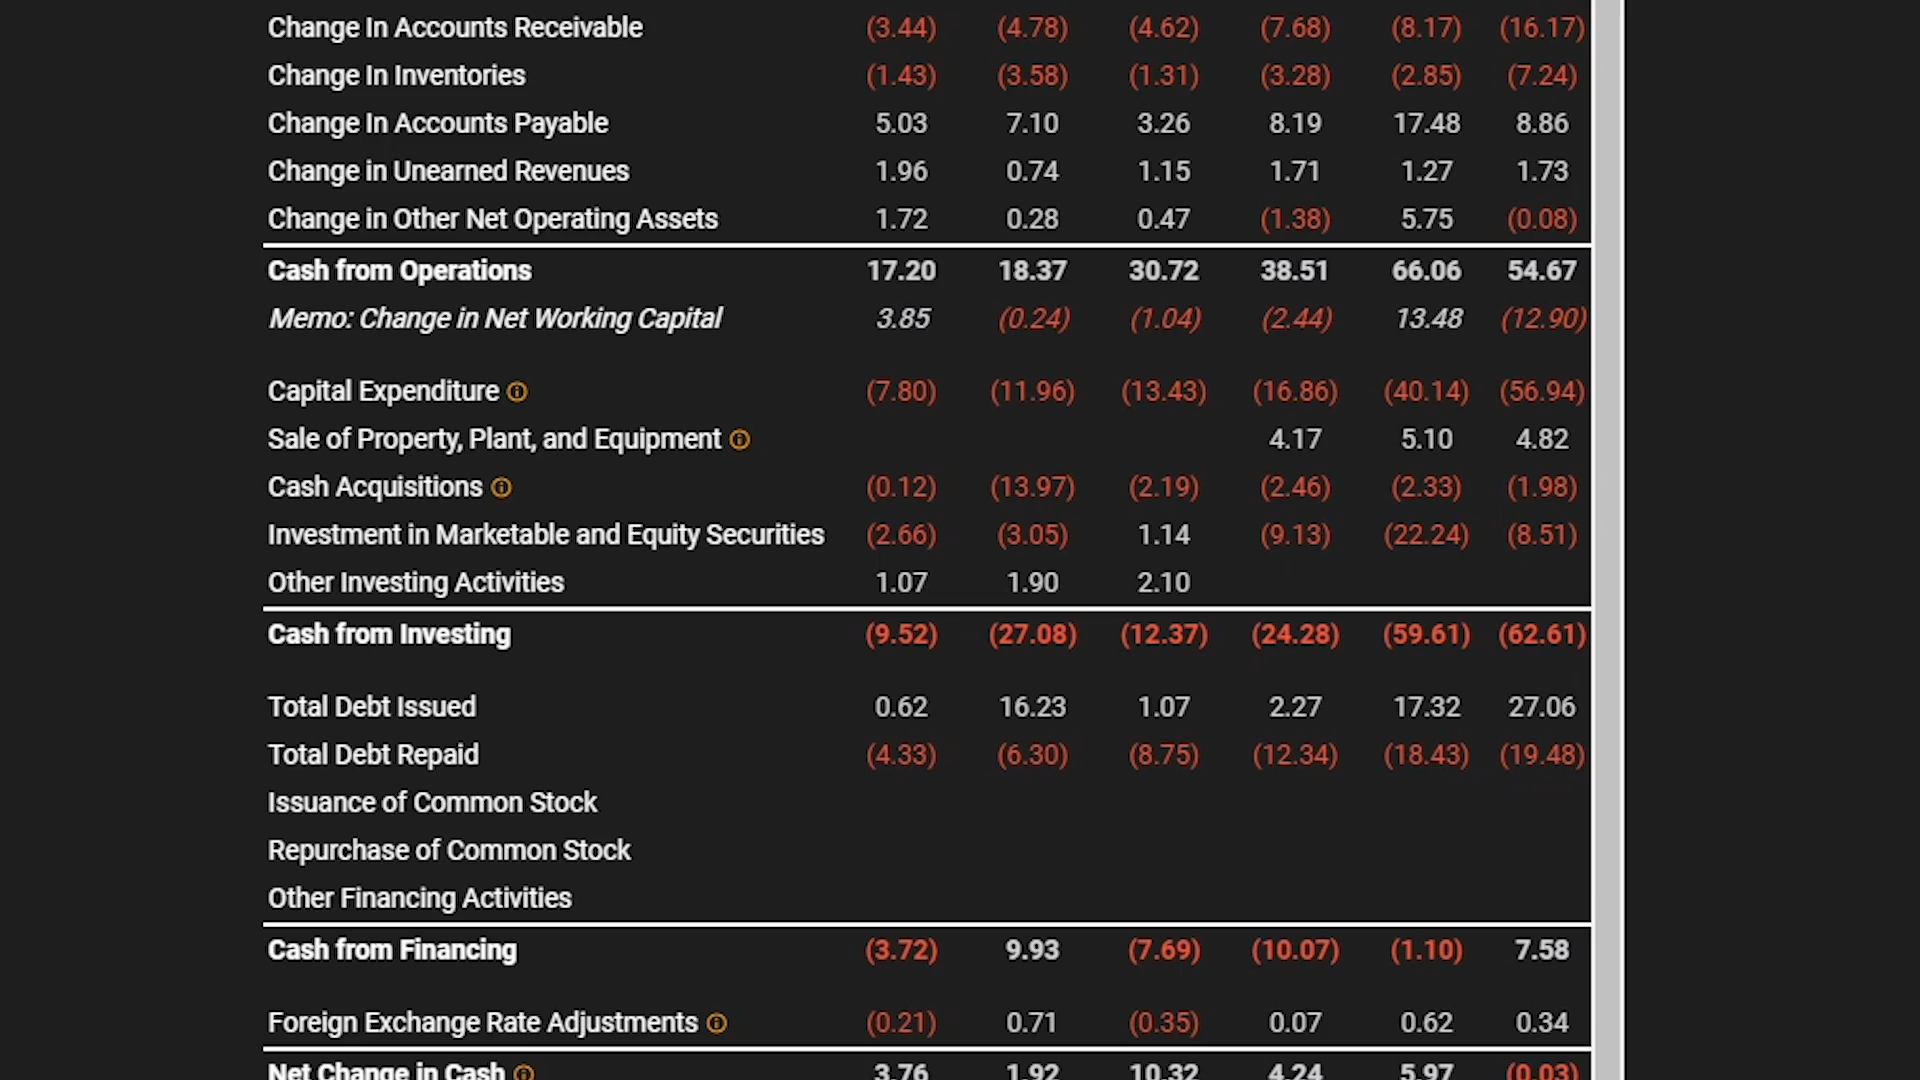 Change In Accounts Receivable (3.44) (4.78) (4.62) (7.68) (8.17) (16.17)
Change In Inventories (1.43) (3.58) (1.31) (3.28) (2.85) (7.24)
Change In Accounts Payable 5.03 7.10 3.26 8.19 17.48 8.86
Change in Unearned Revenues 1.96 0.74 1.15 1.71 1.27 1.73
Change in Other Net Operating Assets 1.72 0.28 0.47 (1.38) 5.75 (0.08)
Cash from Operations 17.20 18.37 30.72 38.51 66.06 54.67
Memo: Change in Net Working Capital 3.85 (0.24) (1.04) (2.44) 13.48 (12.90)
Capital Expenditure (7.80) (11.96) (13.43) (16.86) (40.14) (56.94)
Sale of Property, Plant, and Equipment 4.17 5.10 4.82
Cash Acquisitions (0.12) (13.97) (2.19) (2.46) (2.33) (1.98)
Investment in Marketable and Equity Securities (2.66) (3.05) 1.14 (9.13) (22.24) (8.51)
Other Investing Activities 1.07 1.90 2.10
Cash from Investing (9.52) (27.08) (12.37) (24.28) (59.61) (62.61)
Total Debt Issued 0.62 16.23 1.07 2.27 17.32 27.06
Total Debt Repaid (4.33) (6.30) (8.75) (12.34) (18.43) (19.48)
Issuance of Common Stock
Repurchase of Common Stock
Other Financing Activities
Cash from Financing (3.72) 9.93 (7.69) (10.07) (1.10) 7.58
Foreign Exchange Rate Adjustments (0.21) 0.71 (0.35) 0.07 0.62 0.34
Net Change in Cash 3.76 1.92 10.32 4.24 5.97 (0.03)